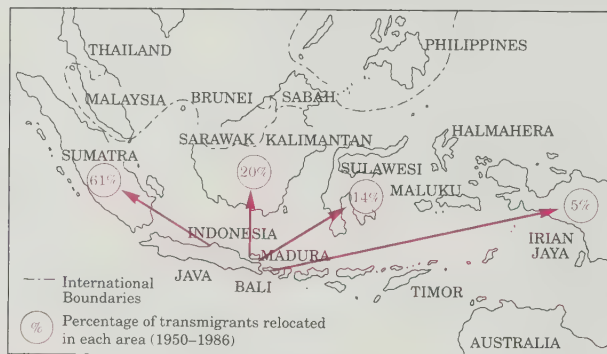 THAILAND
PHILIPPINES
MALAYSIA
BRUNEI
SABAH
SARAWAK
KALIMANTAN
HALMAHERA
SUMATRA
61%
20%
SULAWESI
14%
MALUKU
5%
INDONESIA
MADURA
IRIAN
JAYA
JAVA
BALI
TIMOR
International
Boundaries
% Percentage of transmigrants relocated
in each area (1950–1986)
AUSTRALIA